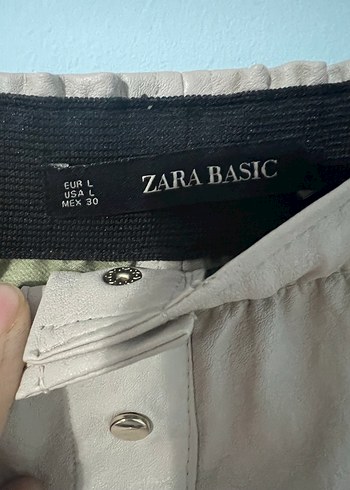 EUR L
USA L
MEX 30
ZARA BASIC